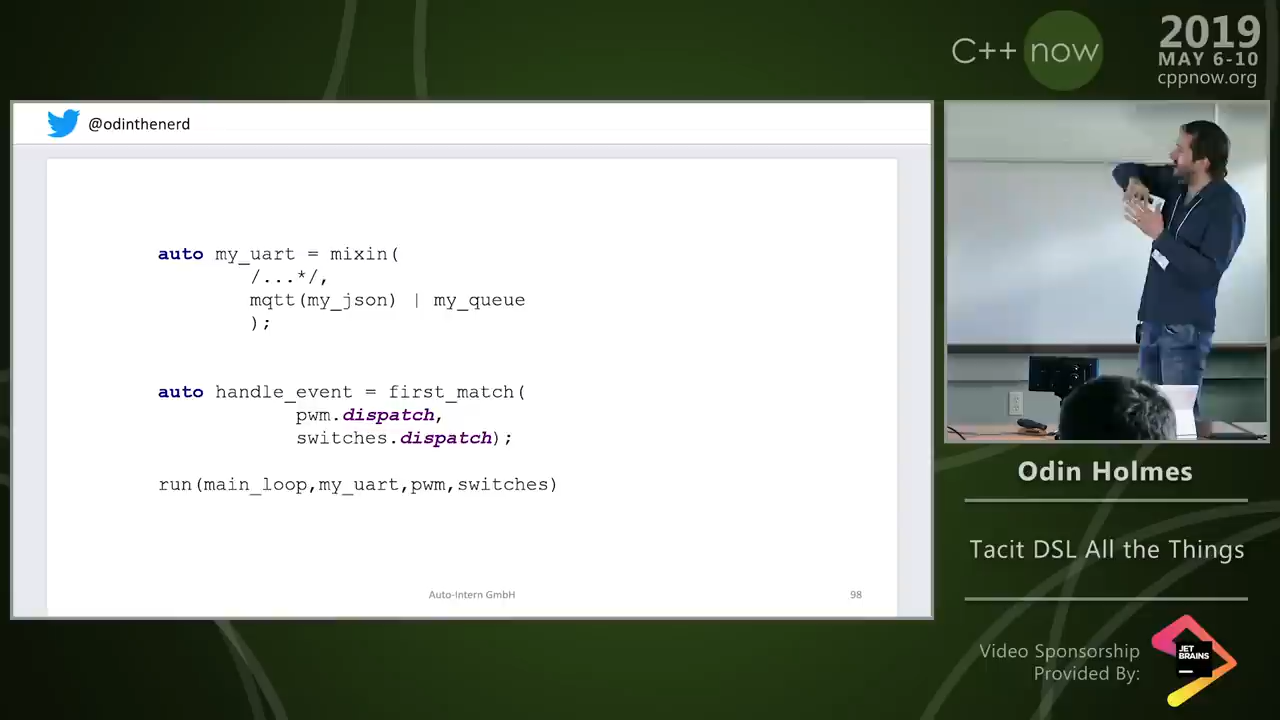 C++ now
2019
MAY 6-10
cppnow.org
@odinthenerd
auto my_uart = mixin(
/...*/,
mqtt(my_json) | my_queue
);
auto handle_event = first_match(
pwm.dispatch,
switches.dispatch);
run(main_loop,my_uart,pwm,switches)
Auto-Intern GmbH
98
Odin Holmes
Tacit DSL All the Things
Video Sponsorship
Provided By:
JET
BRAINS